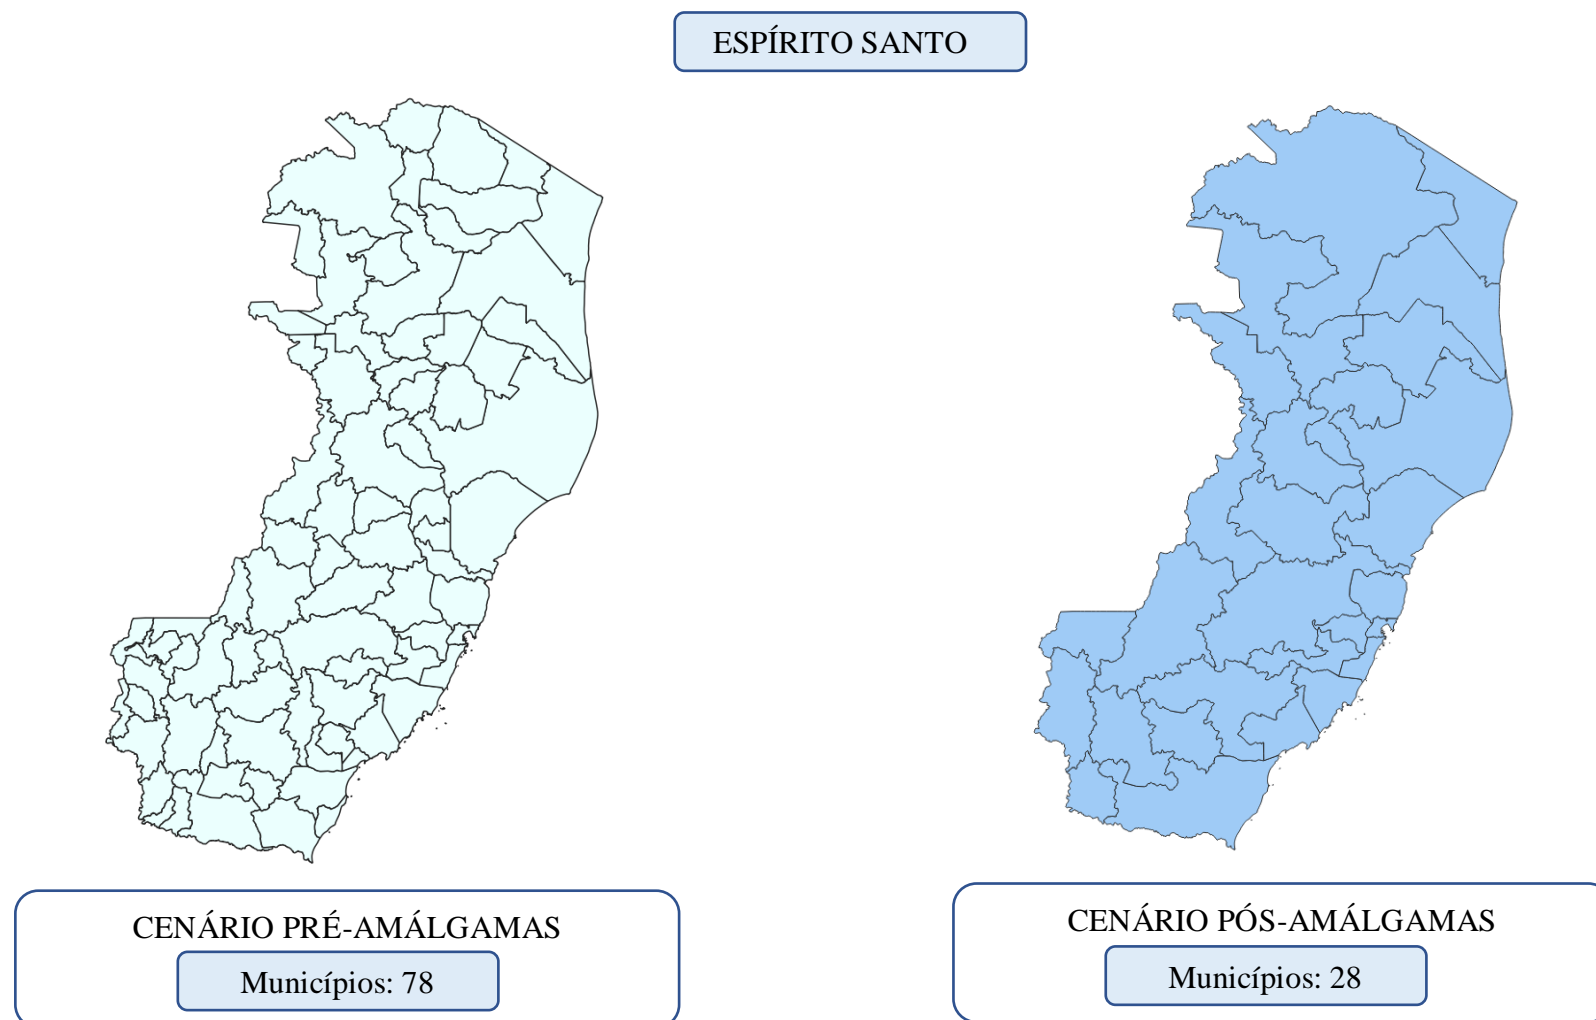 ESPÍRITO SANTO
CENÁRIO PRÉ-AMÁLGAMAS
Municípios: 78
CENÁRIO PÓS-AMÁLGAMAS
Municípios: 28